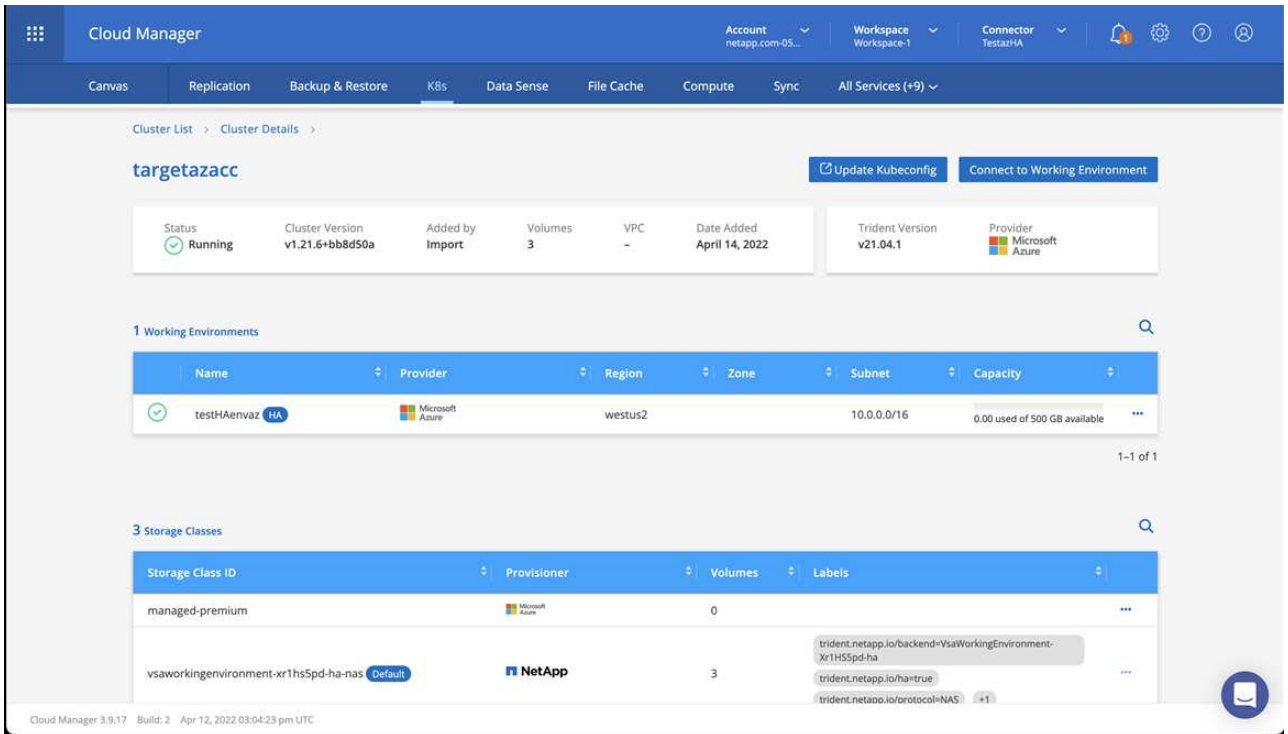 Cloud Manager
Account
netapp.com-05...
Workspace
Workspace-1
Connector
TestazHA
1
Canvas Replication Backup & Restore K8s Data Sense File Cache Compute Sync All Services (+9)
Cluster List > Cluster Details >
targetazacc
Update Kubeconfig
Connect to Working Environment
Status Cluster Version Added by Volumes VPC Date Added
Running v1.21.6+bb8d50a Import 3 – April 14, 2022
Trident Version Provider
v21.04.1 Microsoft
Azure
1 Working Environments
Name Provider Region Zone Subnet Capacity
testHAenvaz HA Microsoft
Azure
westus2 10.0.0.0/16 0.00 used of 500 GB available
1–1 of 1
3 Storage Classes
Storage Class ID Provisioner Volumes Labels
managed-premium Microsoft
Azure
0
vsaworkingenvironment-xr1hs5pd-ha-nas Default NetApp 3
trident.netapp.io/backend=VsaWorkingEnvironment-
Xr1HS5pd-ha
trident.netapp.io/ha=true
trident.netapp.io/protocol=NAS +1
Cloud Manager 3.9.17 Build: 2 Apr 12, 2022 03:04:23 pm UTC